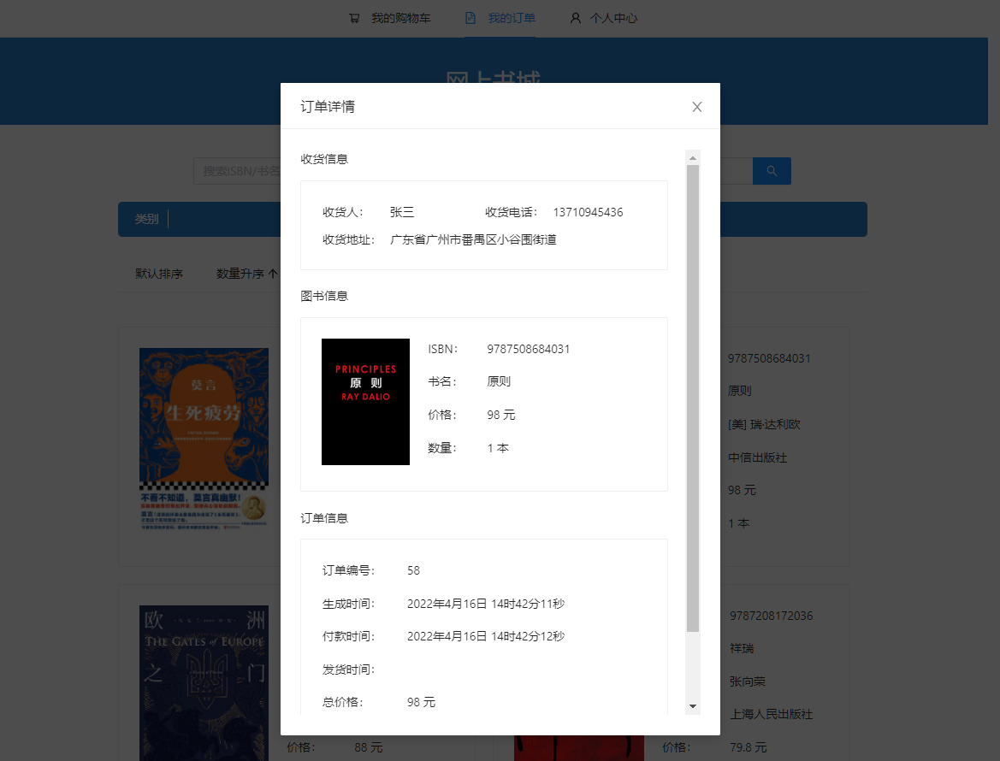 我的购物车 我的订单 个人中心
网上书城
订单详情
搜索ISBN/书名
类别
默认排序 数量升序
收货信息
收货人： 张三 收货电话： 13710945436
收货地址： 广东省广州市番禺区小谷围街道
图书信息
PRINCIPLES
原 则
RAY DALIO
ISBN： 9787508684031
书名： 原则
价格： 98 元
数量： 1 本
订单信息
订单编号： 58
生成时间： 2022年4月16日 14时42分11秒
付款时间： 2022年4月16日 14时42分12秒
发货时间：
总价格： 98 元
莫言
生死疲劳
不看不知道，莫言真幽默！
9787508684031
原则
[美] 瑞·达利欧
中信出版社
98 元
1 本
欧 洲
THE GATES OF EUROPE
之 门
价格： 88 元
9787208172036
祥瑞
张向荣
上海人民出版社
价格： 79.8 元